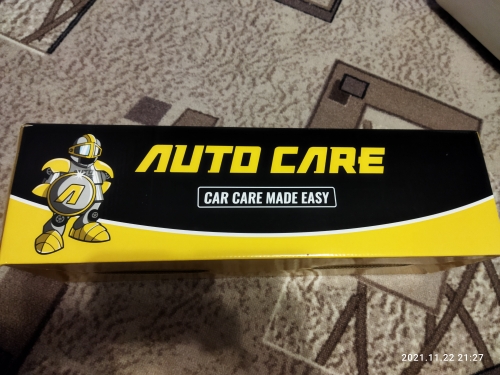 AUTO CARE
CAR CARE MADE EASY
A
2021.11.22 21:27